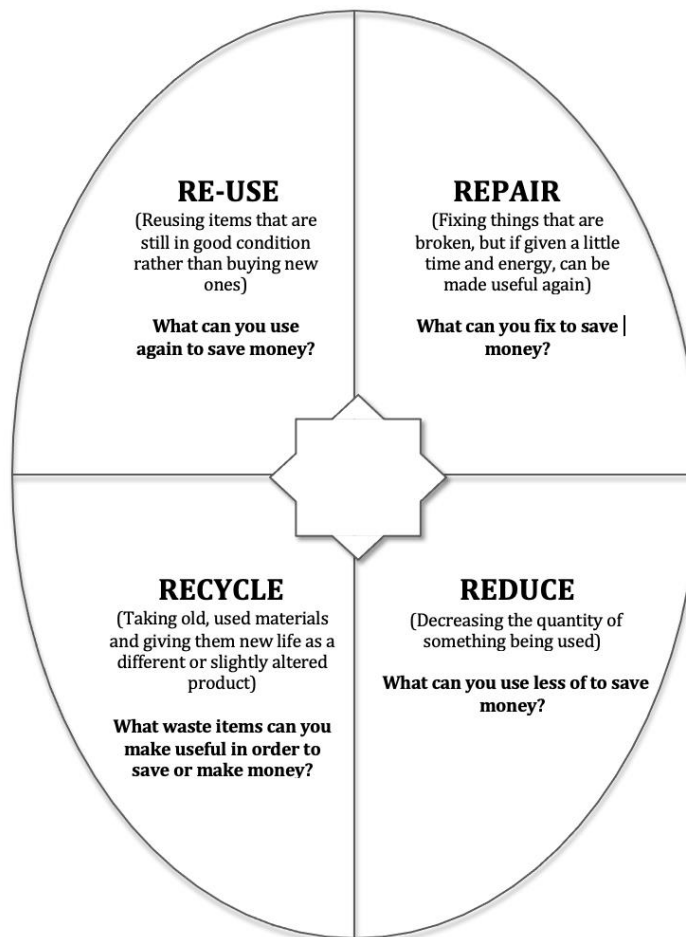 RE-USE
(Reusing items that are
still in good condition
rather than buying new
ones)
What can you use
again to save money?
REPAIR
(Fixing things that are
broken, but if given a little
time and energy, can be
made useful again)
What can you fix to save
money?
RECYCLE
(Taking old, used materials
and giving them new life as a
different or slightly altered
product)
What waste items can you
make useful in order to
save or make money?
REDUCE
(Decreasing the quantity of
something being used)
What can you use less of to save
money?